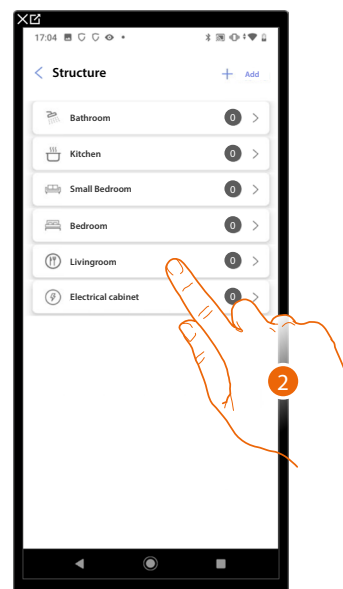 17:04
Structure
+ Add
Bathroom 0
Kitchen 0
Small Bedroom 0
Bedroom 0
Livingroom 0
Electrical cabinet 0
2